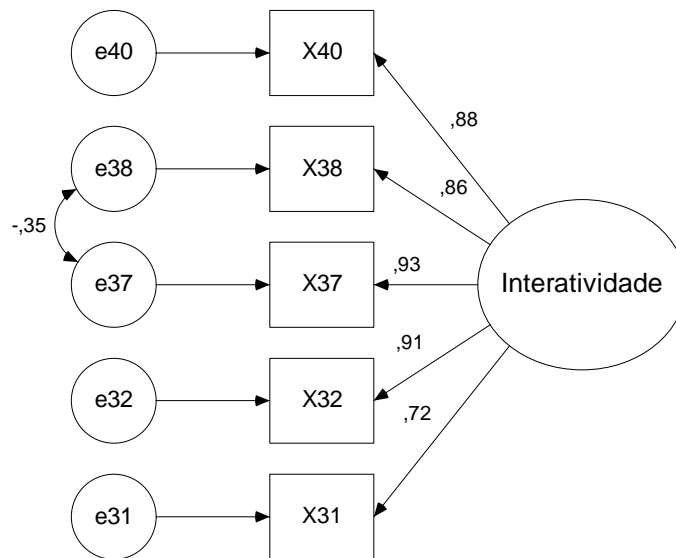 e40
X40
,88
e38
X38
,86
-,35
e37
X37
,93
Interatividade
,91
e32
X32
,72
e31
X31